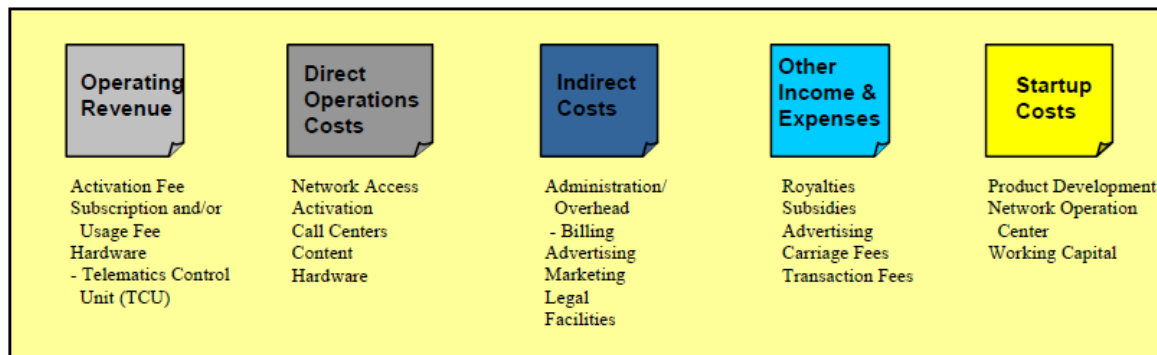 Operating
Revenue
Direct
Operations
Costs
Indirect
Costs
Other
Income &
Expenses
Startup
Costs
Activation Fee
Subscription and/or
Usage Fee
Hardware
- Telematics Control
Unit (TCU)
Network Access
Activation
Call Centers
Content
Hardware
Administration/
Overhead
- Billing
Advertising
Marketing
Legal
Facilities
Royalties
Subsidies
Advertising
Carriage Fees
Transaction Fees
Product Development
Network Operation
Center
Working Capital